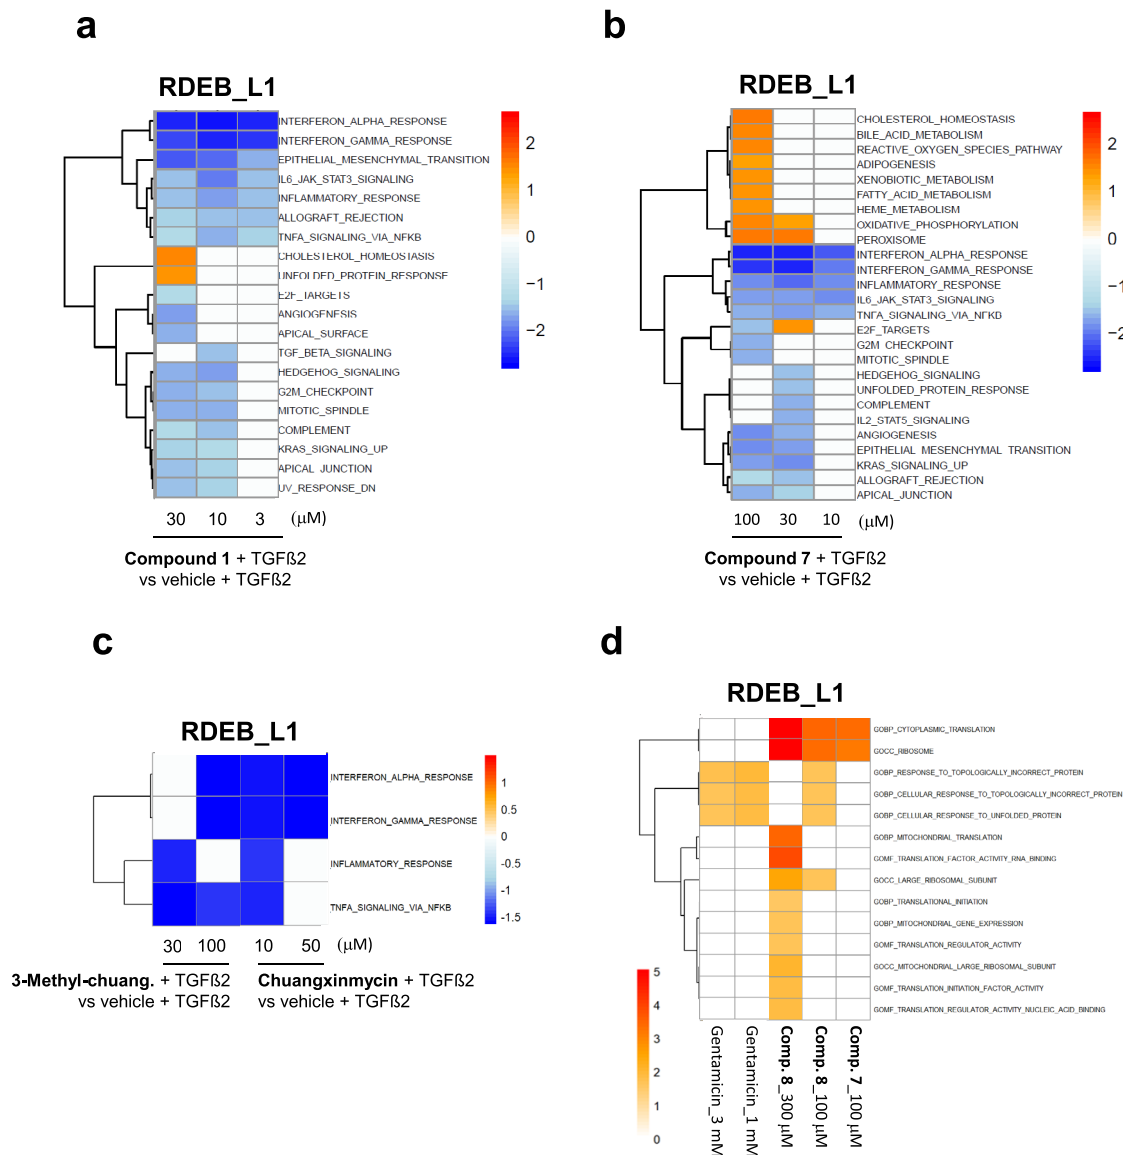 a
RDEB_L1
INTERFERON_ALPHA_RESPONSE
INTERFERON_GAMMA_RESPONSE
EPITHELIAL_MESENCHYMAL_TRANSITION
IL6_JAK_STAT3_SIGNALING
INFLAMMATORY_RESPONSE
ALLOGRAFT_REJECTION
TNFA_SIGNALING_VIA_NFKB
CHOLESTEROL_HOMEOSTASIS
UNFOLDED_PROTEIN_RESPONSE
E2F_TARGETS
ANGIOGENESIS
APICAL_SURFACE
TGF_BETA_SIGNALING
HEDGEHOG_SIGNALING
G2M_CHECKPOINT
MITOTIC_SPINDLE
COMPLEMENT
KRAS_SIGNALING_UP
APICAL_JUNCTION
UV_RESPONSE_DN
2
1
0
−1
−2
30 10 3 (µM)
Compound 1 + TGFß2
vs vehicle + TGFß2
b
RDEB_L1
CHOLESTEROL_HOMEOSTASIS
BILE_ACID_METABOLISM
REACTIVE_OXYGEN_SPECIES_PATHWAY
ADIPOGENESIS
XENOBIOTIC_METABOLISM
FATTY_ACID_METABOLISM
HEME_METABOLISM
OXIDATIVE_PHOSPHORYLATION
PEROXISOME
INTERFERON_ALPHA_RESPONSE
INTERFERON_GAMMA_RESPONSE
INFLAMMATORY_RESPONSE
IL6_JAK_STAT3_SIGNALING
TNFA_SIGNALING_VIA_NFKB
E2F_TARGETS
G2M_CHECKPOINT
MITOTIC_SPINDLE
HEDGEHOG_SIGNALING
UNFOLDED_PROTEIN_RESPONSE
COMPLEMENT
IL2_STAT5_SIGNALING
ANGIOGENESIS
EPITHELIAL_MESENCHYMAL_TRANSITION
KRAS_SIGNALING_UP
ALLOGRAFT_REJECTION
APICAL_JUNCTION
2
1
0
−1
−2
100 30 10 (µM)
Compound 7 + TGFß2
vs vehicle + TGFß2
c
RDEB_L1
INTERFERON_ALPHA_RESPONSE
INTERFERON_GAMMA_RESPONSE
INFLAMMATORY_RESPONSE
TNFA_SIGNALING_VIA_NFKB
1.5
1
0.5
0
-0.5
-1
-1.5
30 100 10 50 (µM)
3-Methyl-chuang. + TGFß2
vs vehicle + TGFß2
Chuangxinmycin + TGFß2
vs vehicle + TGFß2
d
RDEB_L1
GOBP_CYTOPLASMIC_TRANSLATION
GOCC_RIBOSOME
GOBP_RESPONSE_TO_TOPOLOGICALLY_INCORRECT_PROTEIN
GOBP_CELLULAR_RESPONSE_TO_TOPOLOGICALLY_INCORRECT_PROTEIN
GOBP_CELLULAR_RESPONSE_TO_UNFOLDED_PROTEIN
GOBP_MITOCHONDRIAL_TRANSLATION
GOMF_TRANSLATION_FACTOR_ACTIVITY_RNA_BINDING
GOCC_LARGE_RIBOSOMAL_SUBUNIT
GOBP_TRANSLATIONAL_INITIATION
GOBP_MITOCHONDRIAL_GENE_EXPRESSION
GOMF_TRANSLATION_REGULATOR_ACTIVITY
GOCC_MITOCHONDRIAL_LARGE_RIBOSOMAL_SUBUNIT
GOMF_TRANSLATION_INITIATION_FACTOR_ACTIVITY
GOMF_TRANSLATION_REGULATOR_ACTIVITY_NUCLEIC_ACID_BINDING
5
4
3
2
1
0
Gentamicin_3 mM
Gentamicin_1 mM
Comp. 8_300 µM
Comp. 8_100 µM
Comp. 7_100 µM